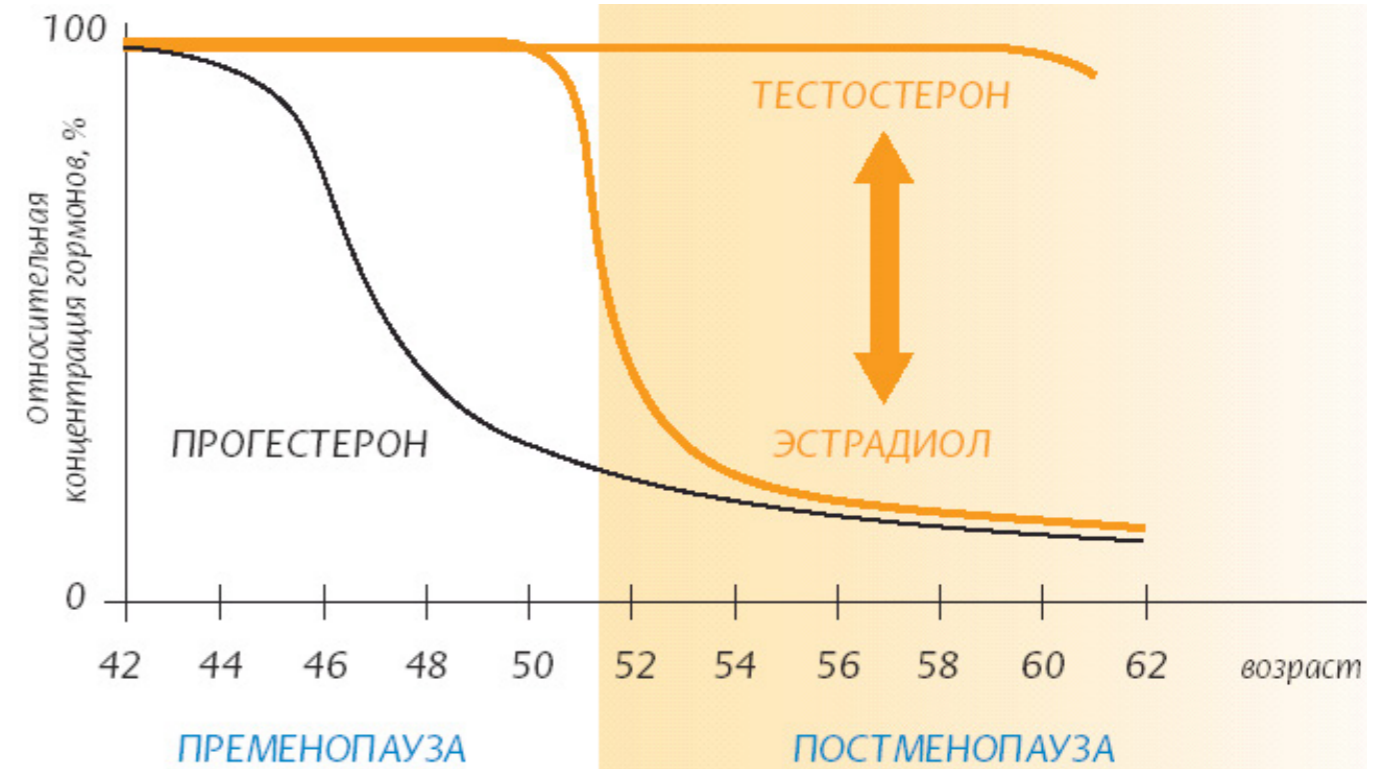 100
относительная
концентрация гормонов, %
ТЕСТОСТЕРОН
ПРОГЕСТЕРОН
ЭСТРАДИОЛ
0
42 44 46 48 50 52 54 56 58 60 62 возраст
ПРЕМЕНОПАУЗА ПОСТМЕНОПАУЗА